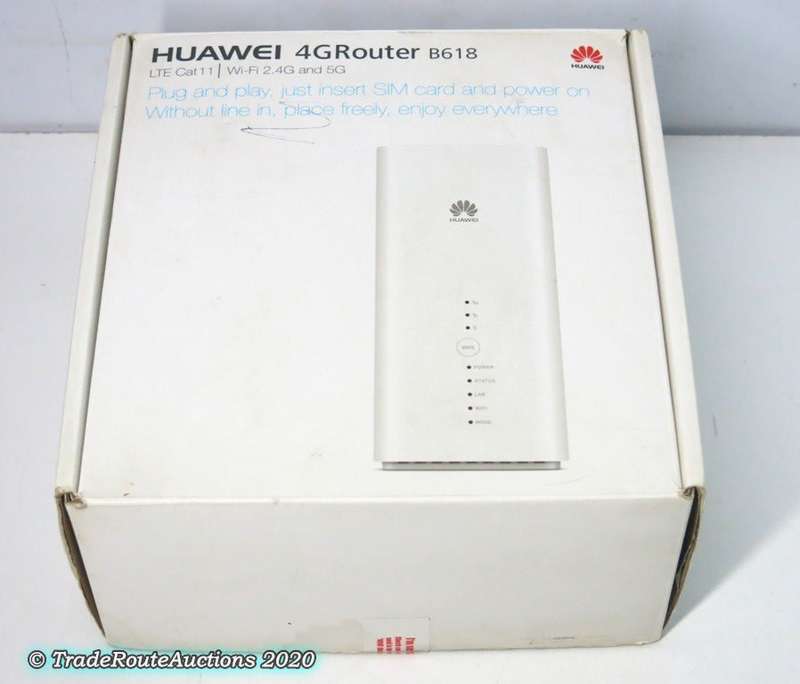 HUAWEI 4GRouter B618
LTE Cat11 | Wi-Fi 2.4G and 5G
HUAWEI
Plug and play, just insert SIM card and power on
Without line in, place freely, enjoy everywhere
HUAWEI
POWER
STATUS
LAN
WIFI
MODE
© TradeRouteAuctions 2020